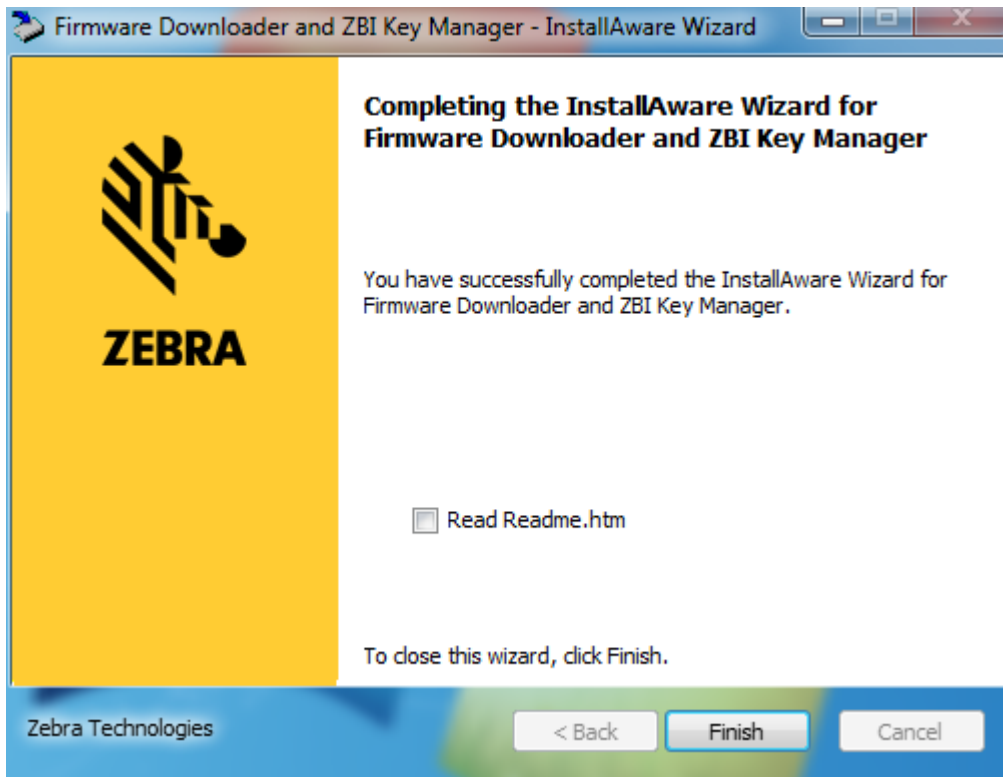 Firmware Downloader and ZBI Key Manager - InstallAware Wizard
Completing the InstallAware Wizard for
Firmware Downloader and ZBI Key Manager
You have successfully completed the InstallAware Wizard for
Firmware Downloader and ZBI Key Manager.
ZEBRA
Read Readme.htm
To close this wizard, click Finish.
Zebra Technologies
< Back
Finish
Cancel